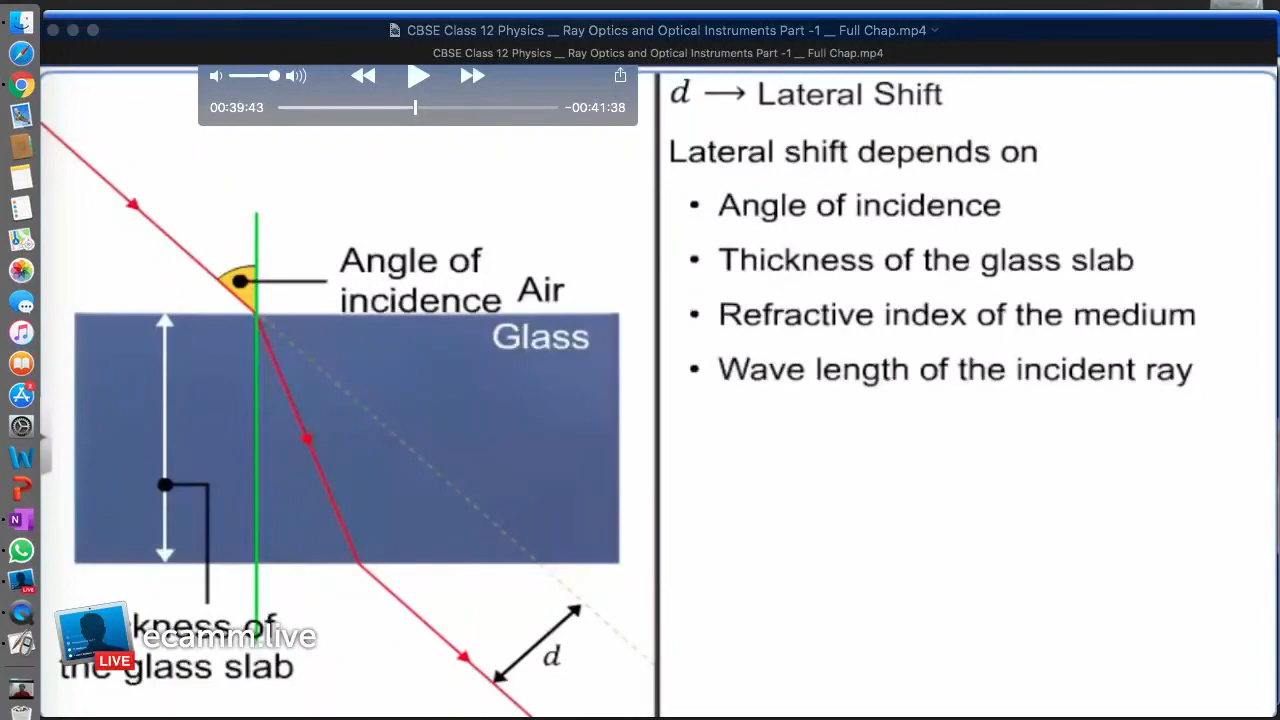 CBSE Class 12 Physics __ Ray Optics and Optical Instruments Part -1 __ Full Chap.mp4
CBSE Class 12 Physics __ Ray Optics and Optical Instruments Part -1 __ Full Chap.mp4
00:39:43
-00:41:38
d → Lateral Shift
Lateral shift depends on
• Angle of incidence
• Thickness of the glass slab
• Refractive index of the medium
• Wave length of the incident ray
Angle of
incidence
Air
Glass
d
of
the glass slab
ecamm.live
LIVE